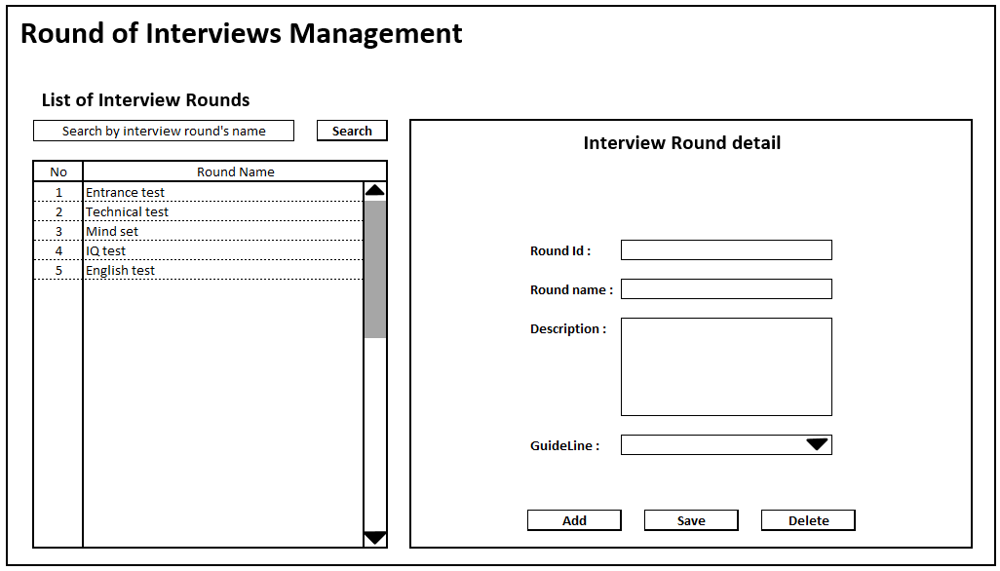 Round of Interviews Management
List of Interview Rounds
Search by interview round's name
Search
No Round Name
1 Entrance test
2 Technical test
3 Mind set
4 IQ test
5 English test
Interview Round detail
Round Id :
Round name :
Description :
GuideLine :
Add Save Delete